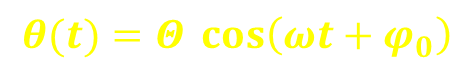 θ(t) = Θ cos(ωt + φ₀)